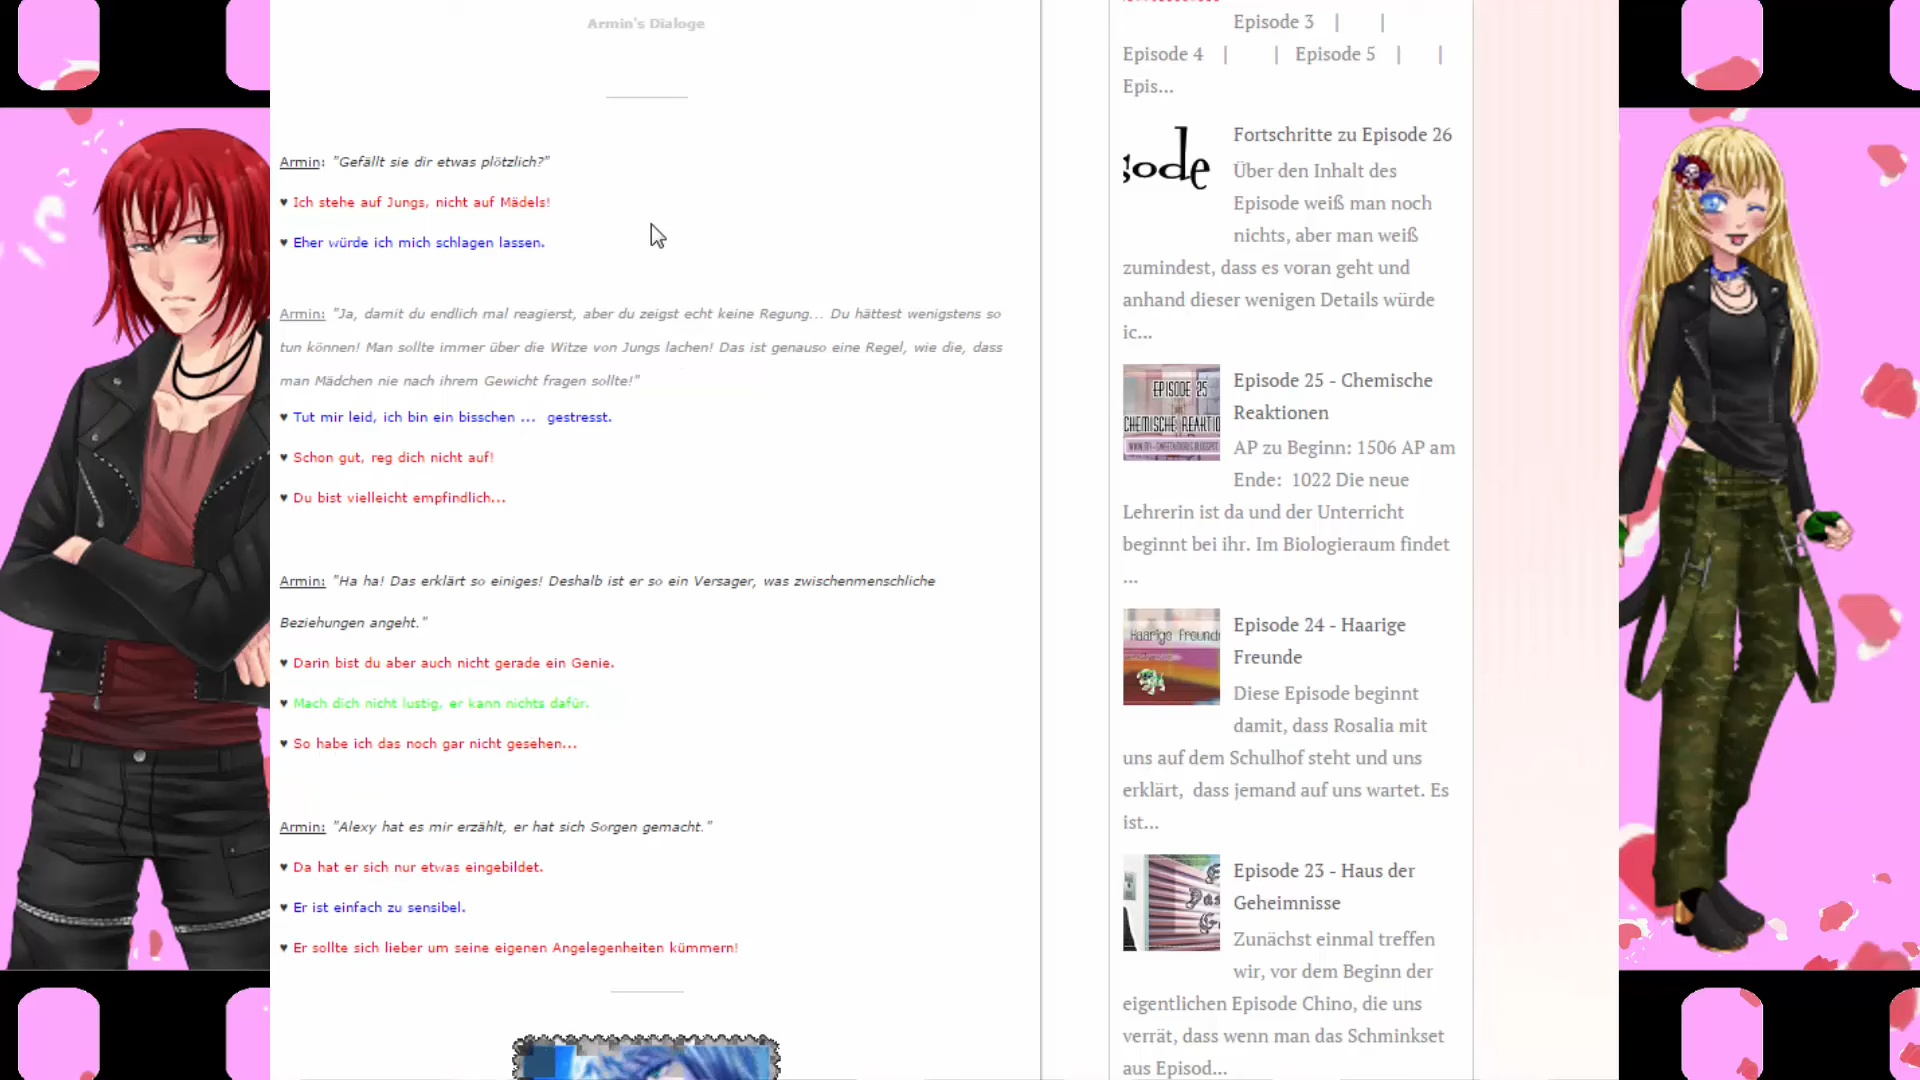 Armin's Dialoge
Armin: "Gefällt sie dir etwas plötzlich?"
♥ Ich stehe auf Jungs, nicht auf Mädels!
♥ Eher würde ich mich schlagen lassen.
Armin: "Ja, damit du endlich mal reagierst, aber du zeigst echt keine Regung... Du hättest wenigstens so
tun können! Man sollte immer über die Witze von Jungs lachen! Das ist genauso eine Regel, wie die, dass
man Mädchen nie nach ihrem Gewicht fragen sollte!"
♥ Tut mir leid, ich bin ein bisschen ... gestresst.
♥ Schon gut, reg dich nicht auf!
♥ Du bist vielleicht empfindlich...
Armin: "Ha ha! Das erklärt so einiges! Deshalb ist er so ein Versager, was zwischenmenschliche
Beziehungen angeht."
♥ Darin bist du aber auch nicht gerade ein Genie.
♥ Mach dich nicht lustig, er kann nichts dafür.
♥ So habe ich das noch gar nicht gesehen...
Armin: "Alexy hat es mir erzählt, er hat sich Sorgen gemacht."
♥ Da hat er sich nur etwas eingebildet.
♥ Er ist einfach zu sensibel.
♥ Er sollte sich lieber um seine eigenen Angelegenheiten kümmern!
Episode 3 | |
Episode 4 | | Episode 5 | |
Epis...
sode
Fortschritte zu Episode 26
Über den Inhalt des
Episode weiß man noch
nichts, aber man weiß
zumindest, dass es voran geht und
anhand dieser wenigen Details würde
ic...
EPISODE 25
CHEMISCHE REAKTIO
Episode 25 - Chemische
Reaktionen
AP zu Beginn: 1506 AP am
Ende: 1022 Die neue
Lehrerin ist da und der Unterricht
beginnt bei ihr. Im Biologieraum findet
...
Haarige Freund
Episode 24 - Haarige
Freunde
Diese Episode beginnt
damit, dass Rosalia mit
uns auf dem Schulhof steht und uns
erklärt, dass jemand auf uns wartet. Es
ist...
Episode 23 - Haus der
Geheimnisse
Zunächst einmal treffen
wir, vor dem Beginn der
eigentlichen Episode Chino, die uns
verrät, dass wenn man das Schminkset
aus Episod...